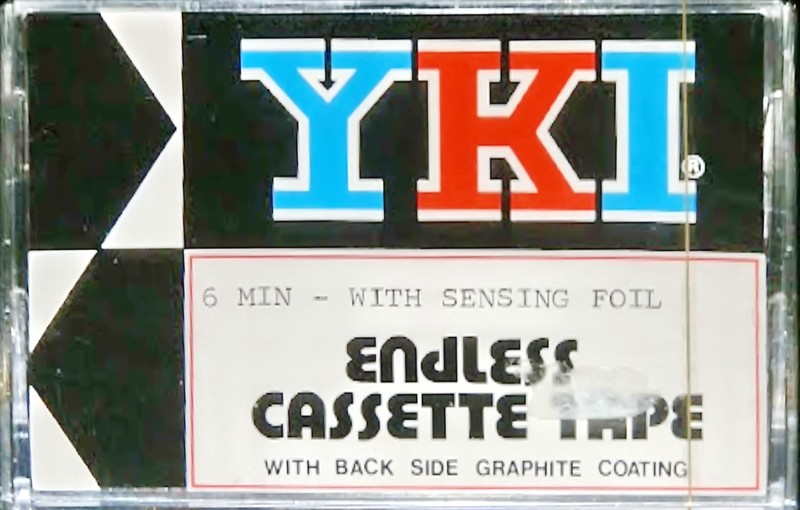 YKI®
6 MIN - WITH SENSING FOIL
ENdLESS
CASSETTE TAPE
WITH BACK SIDE GRAPHITE COATING